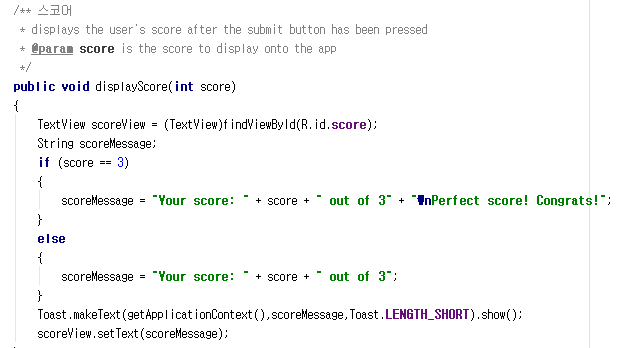 /** 스코어
* displays the user's score after the submit button has been pressed
* @param score is the score to display onto the app
*/
public void displayScore(int score)
{
TextView scoreView = (TextView)findViewById(R.id.score);
String scoreMessage;
if (score == 3)
{
scoreMessage = "Your score: " + score + " out of 3" + "₩nPerfect score! Congrats!";
}
else
{
scoreMessage = "Your score: " + score + " out of 3";
}
Toast.makeText(getApplicationContext(),scoreMessage,Toast.LENGTH_SHORT).show();
scoreView.setText(scoreMessage);